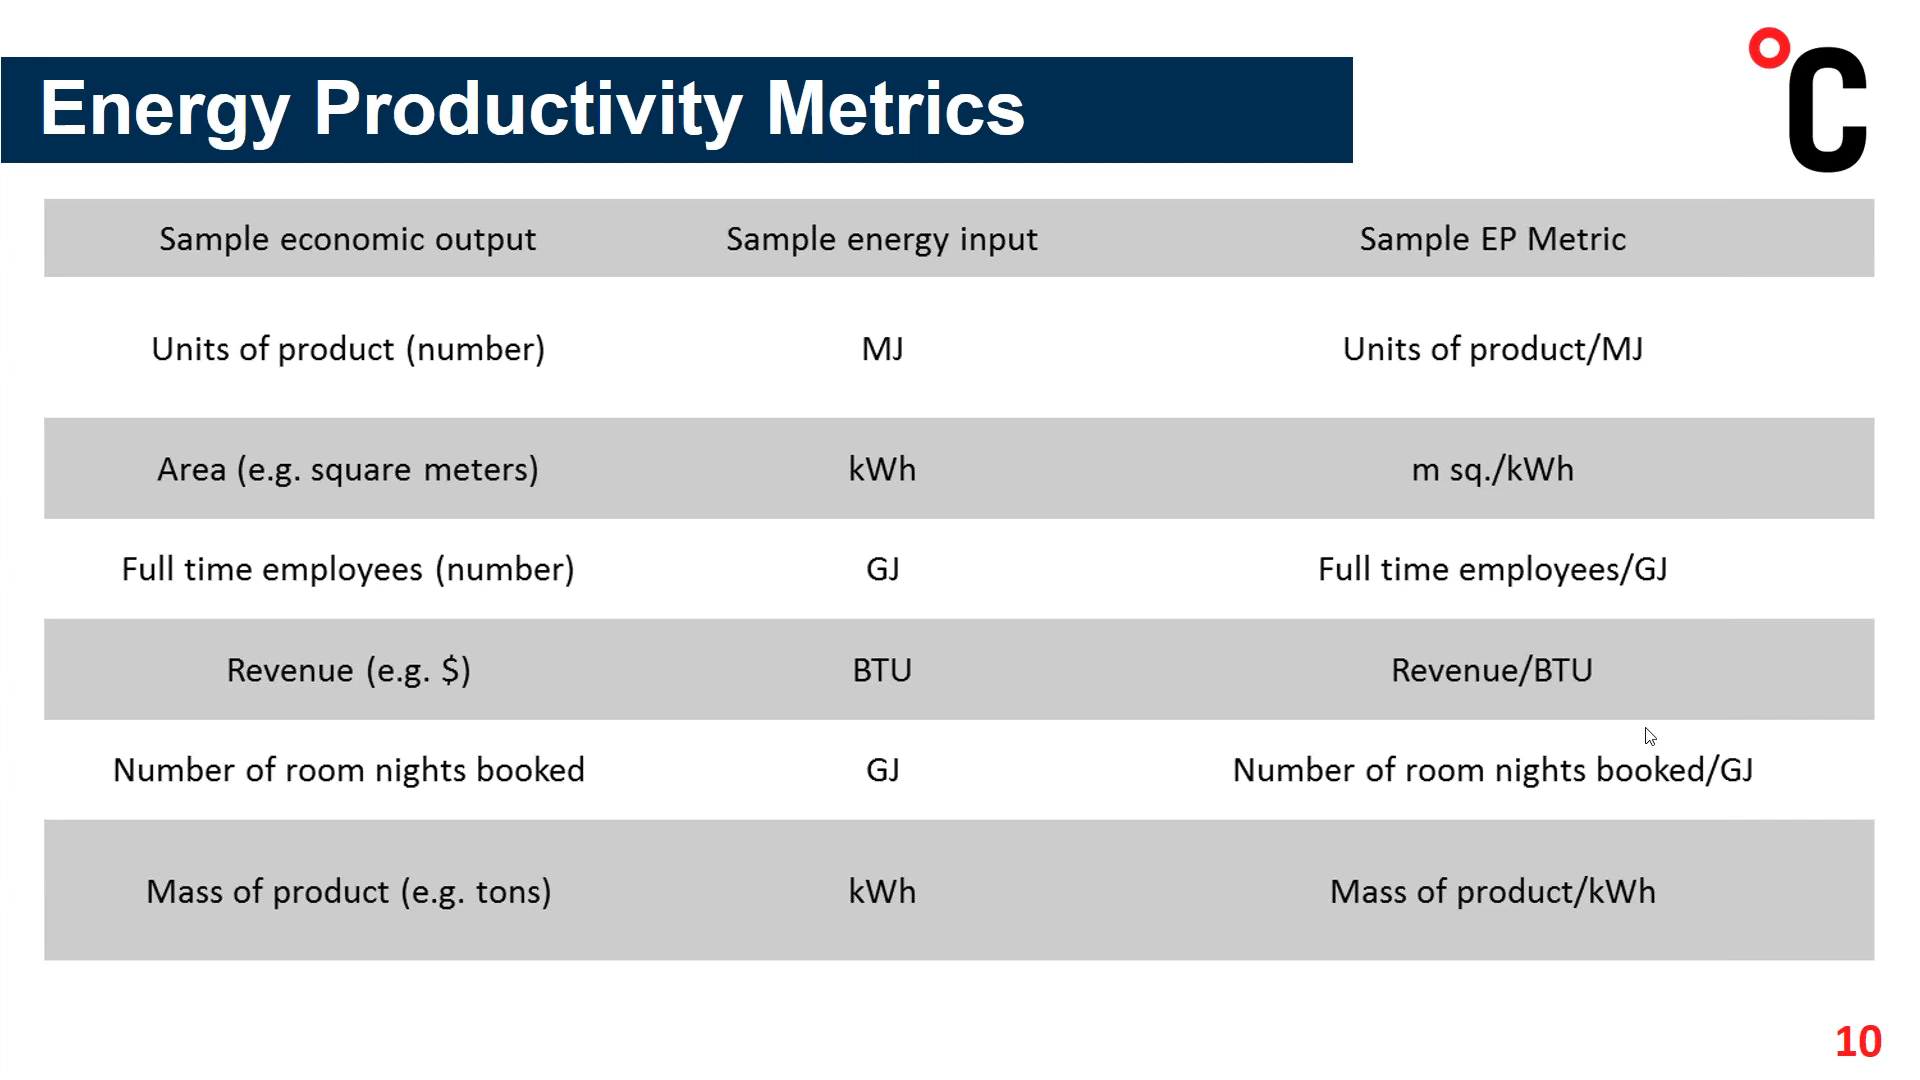 Energy Productivity Metrics
°C
Sample economic output Sample energy input Sample EP Metric
Units of product (number) MJ Units of product/MJ
Area (e.g. square meters) kWh m sq./kWh
Full time employees (number) GJ Full time employees/GJ
Revenue (e.g. $) BTU Revenue/BTU
Number of room nights booked GJ Number of room nights booked/GJ
Mass of product (e.g. tons) kWh Mass of product/kWh
10